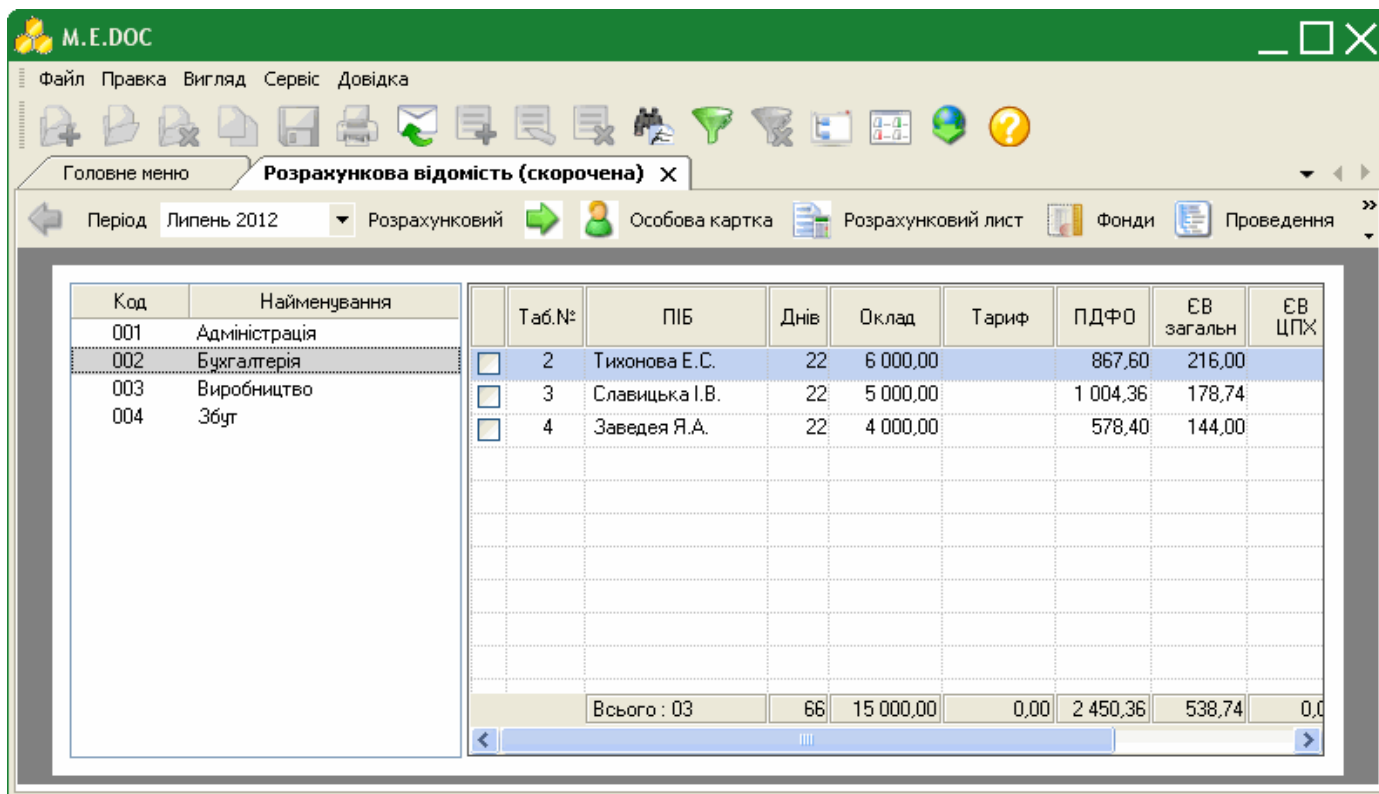 M.E.DOC
Файл Правка Вигляд Сервіс Довідка
Головне меню Розрахункова відомість (скорочена)
Період Липень 2012 Розрахунковий Особова картка Розрахунковий лист Фонди Проведення
Код Найменування
001 Адміністрація
002 Бухгалтерія
003 Виробництво
004 Збут
Таб.№ ПІБ Днів Оклад Тариф ПДФО ЄВ загальн ЄВ ЦПХ
2 Тихонова Е.С. 22 6 000,00 867,60 216,00
3 Славицька І.В. 22 5 000,00 1 004,36 178,74
4 Заведея Я.А. 22 4 000,00 578,40 144,00
Всього : 03 66 15 000,00 0,00 2 450,36 538,74 0,0